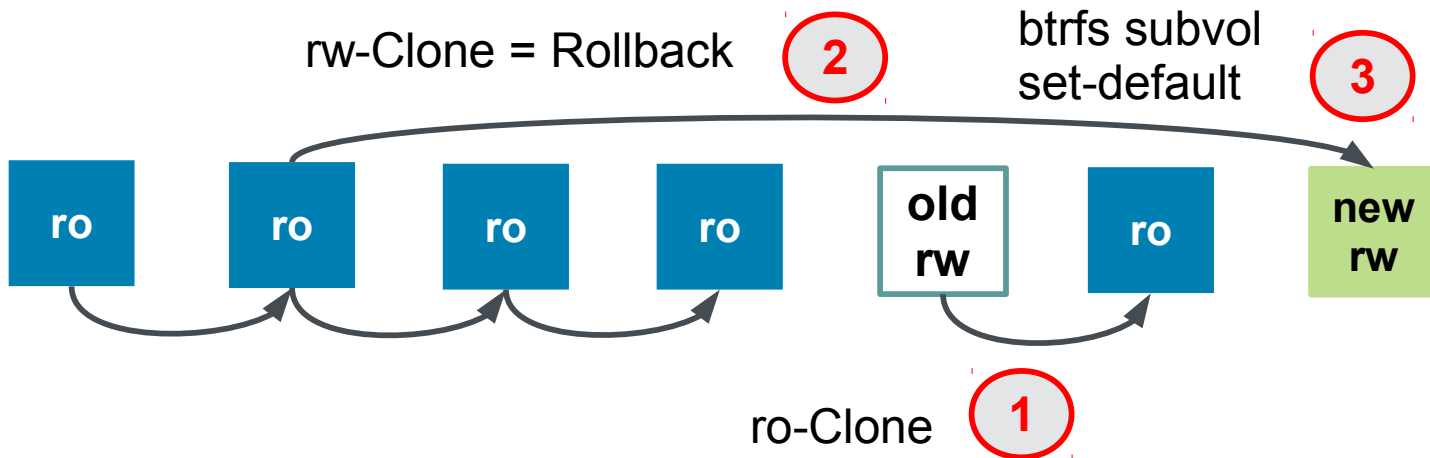 rw-Clone = Rollback
2
btrfs subvol
set-default
3
ro
ro
ro
ro
old
rw
ro
new
rw
ro-Clone
1